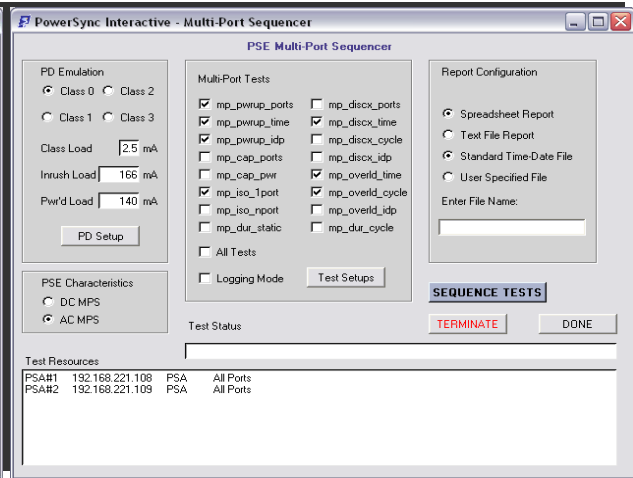 PowerSync Interactive - Multi-Port Sequencer
PSE Multi-Port Sequencer
PD Emulation
Class 0 Class 2
Class 1 Class 3
Class Load 2.5 mA
Inrush Load 166 mA
Pwr'd Load 140 mA
PD Setup
PSE Characteristics
DC MPS
AC MPS
Multi-Port Tests
mp_pwrup_ports mp_discx_ports
mp_pwrup_time mp_discx_time
mp_pwrup_idp mp_discx_cycle
mp_cap_ports mp_discx_idp
mp_cap_pwr mp_overld_time
mp_iso_1port mp_overld_cycle
mp_iso_nport mp_overld_idp
mp_dur_static mp_dur_cycle
All Tests
Logging Mode Test Setups
Report Configuration
Spreadsheet Report
Text File Report
Standard Time-Date File
User Specified File
Enter File Name:
SEQUENCE TESTS
TERMINATE DONE
Test Status
Test Resources
PSA#1 192.168.221.108 PSA All Ports
PSA#2 192.168.221.109 PSA All Ports